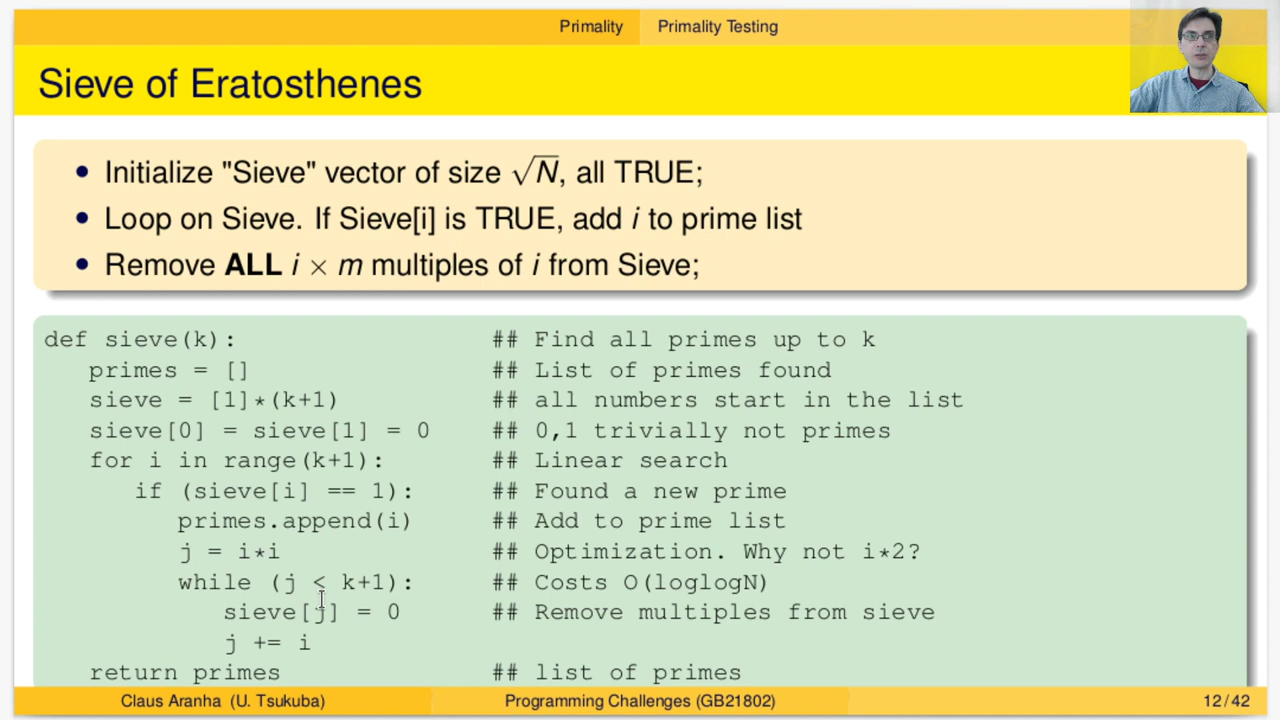 Primality Primality Testing
Sieve of Eratosthenes
• Initialize "Sieve" vector of size √N, all TRUE;
• Loop on Sieve. If Sieve[i] is TRUE, add i to prime list
• Remove ALL i × m multiples of i from Sieve;
def sieve(k): ## Find all primes up to k
primes = [] ## List of primes found
sieve = [1]*(k+1) ## all numbers start in the list
sieve[0] = sieve[1] = 0 ## 0,1 trivially not primes
for i in range(k+1): ## Linear search
if (sieve[i] == 1): ## Found a new prime
primes.append(i) ## Add to prime list
j = i*i ## Optimization. Why not i*2?
while (j < k+1): ## Costs O(loglogN)
sieve[j] = 0 ## Remove multiples from sieve
j += i
return primes ## list of primes
Claus Aranha (U. Tsukuba) Programming Challenges (GB21802) 12 / 42